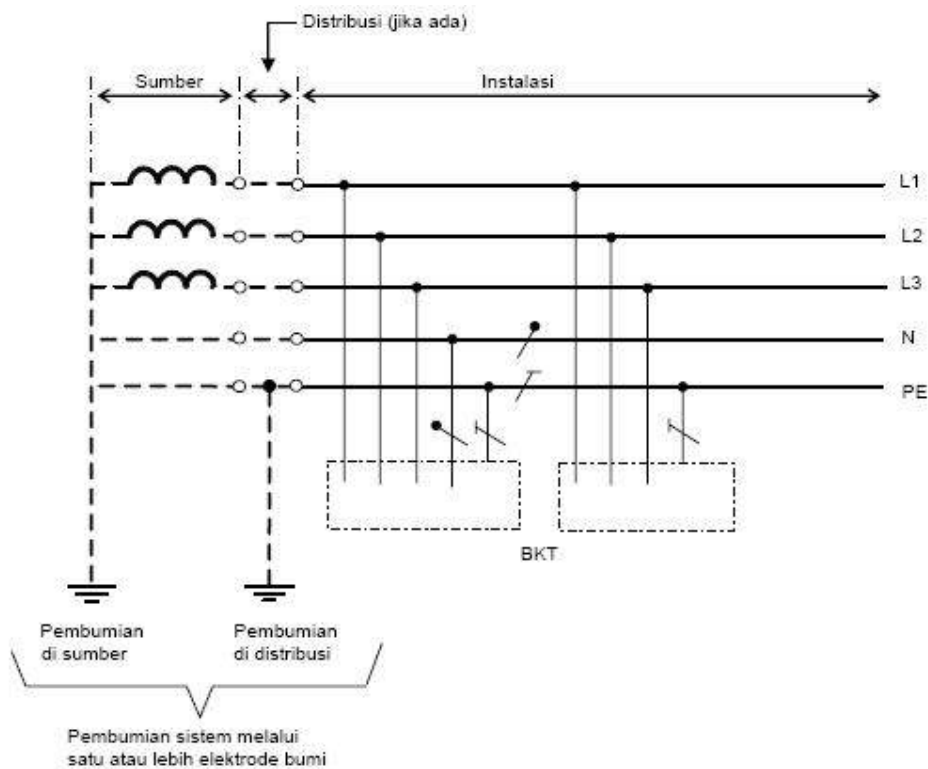 Distribusi (jika ada)
Sumber
Instalasi
L1
L2
L3
N
PE
BKT
Pembumian
di sumber
Pembumian
di distribusi
Pembumian sistem melalui
satu atau lebih elektrode bumi